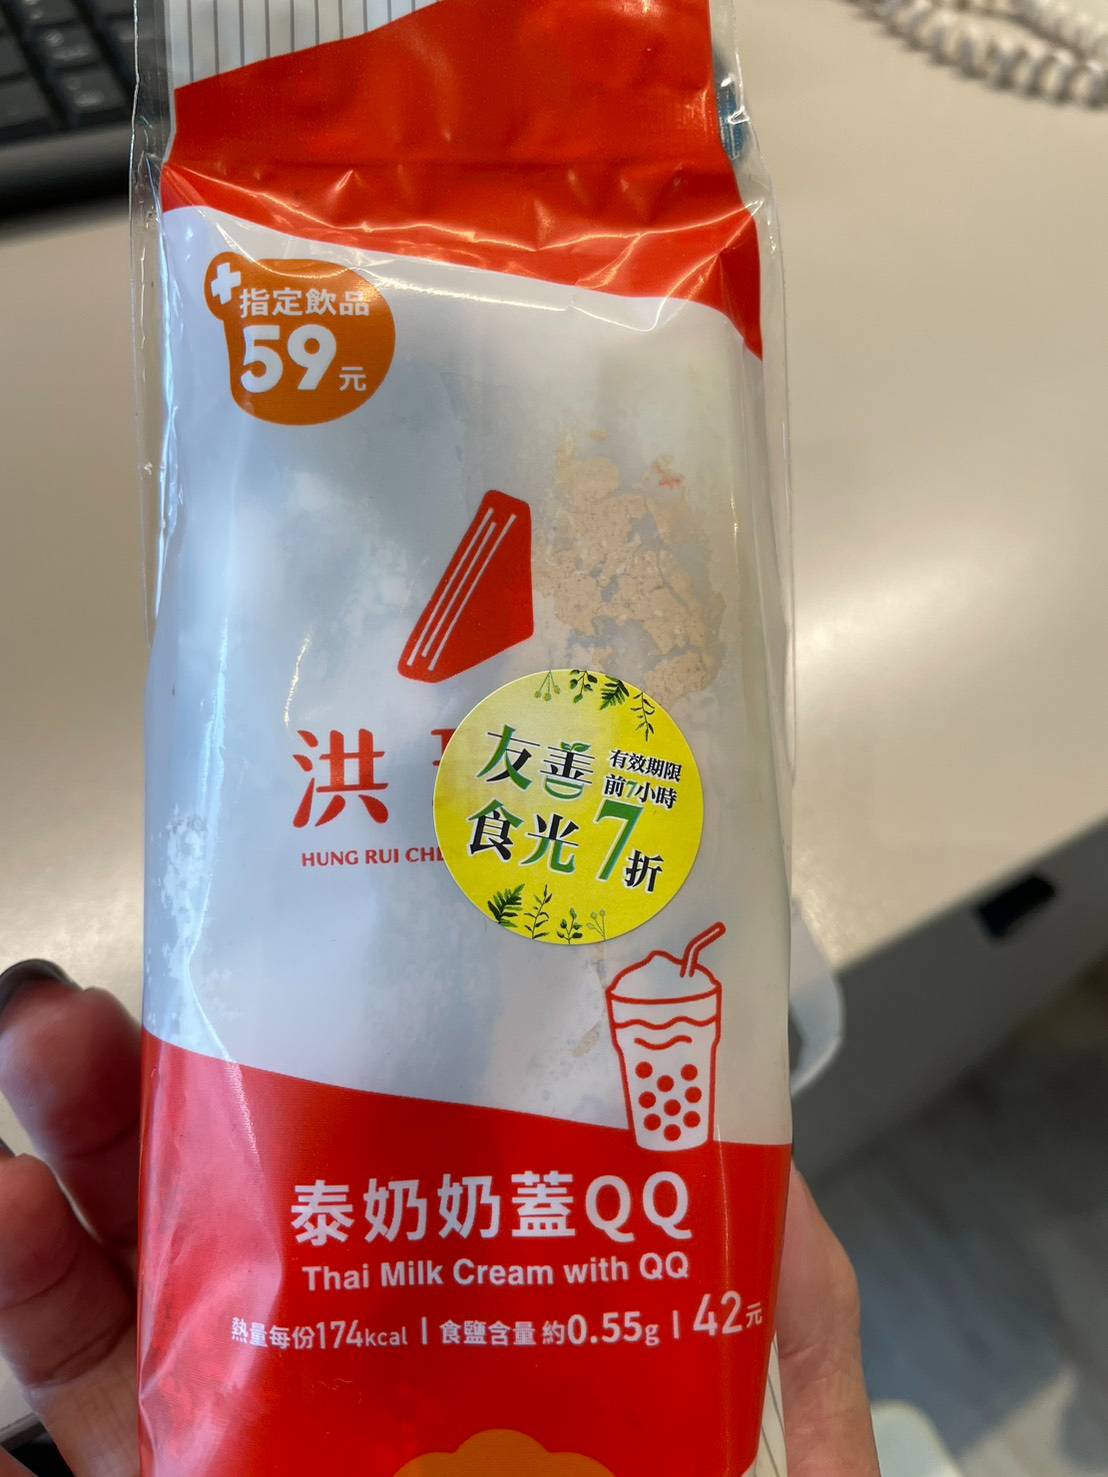 指定飲品
59元
洪
HUNG RUI CH
友善
食光
有效期限
前7小時
7折
泰奶奶蓋QQ
Thai Milk Cream with QQ
熱量每份174kcal | 食鹽含量 約0.55g | 42元